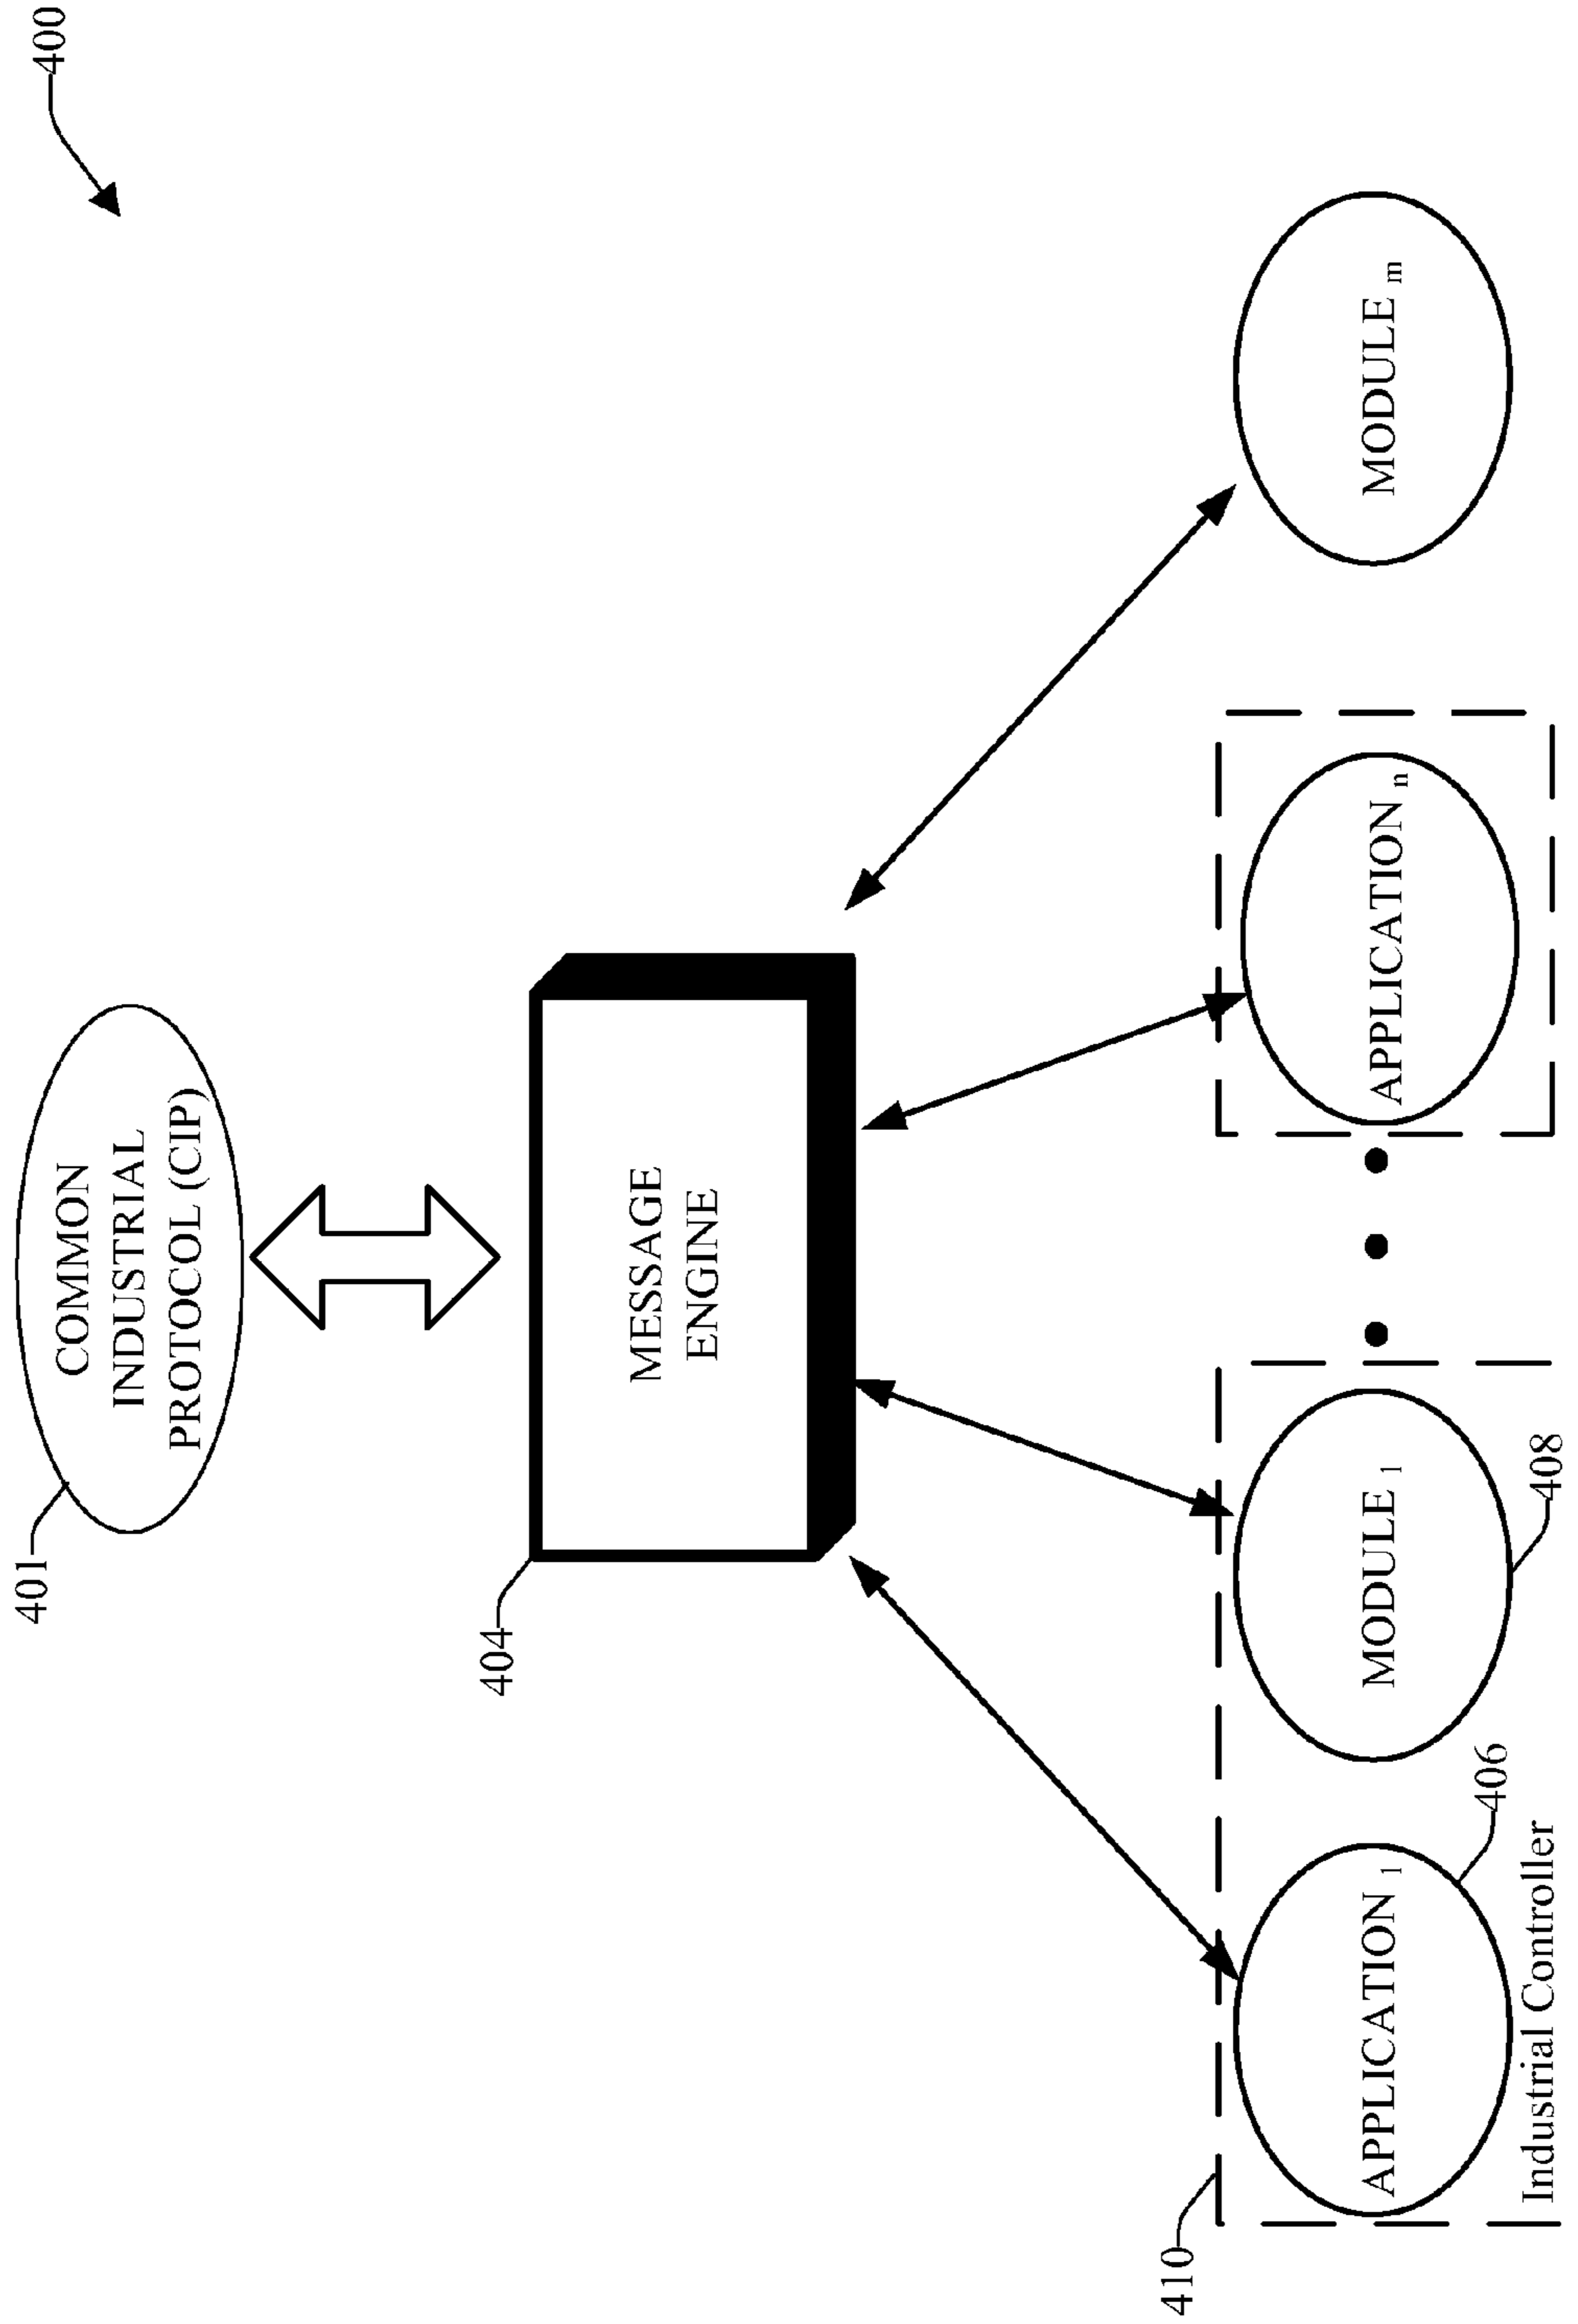 400
401
COMMON
INDUSTRIAL
PROTOCOL (CIP)
404
MESSAGE
ENGINE
410
APPLICATION 1
MODULE 1
APPLICATION n
MODULE m
406
408
Industrial Controller